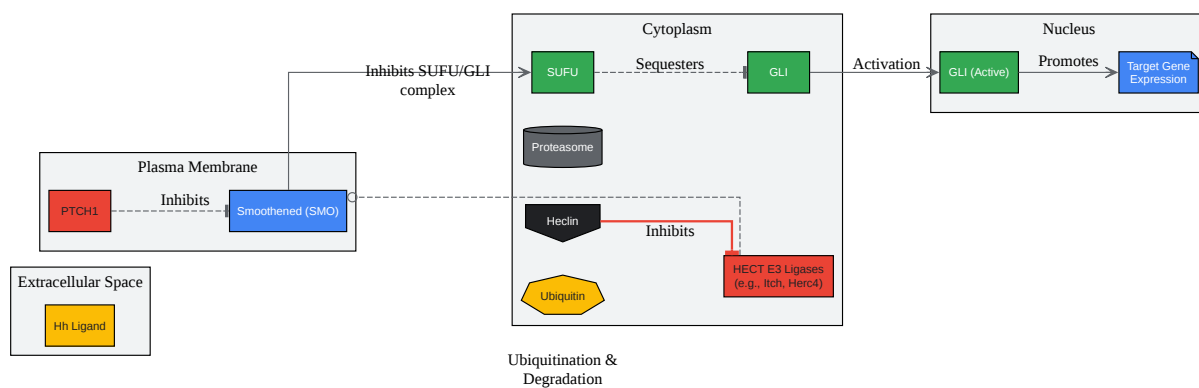 Cytoplasm
Nucleus
Inhibits SUFU/GLI
complex
SUFU
Sequesters
GLI
Activation
GLI (Active)
Promotes
Target Gene
Expression
Proteasome
Plasma Membrane
PTCH1
Inhibits
Smoothened (SMO)
Heclin
Inhibits
HECT E3 Ligases
(e.g., Itch, Herc4)
Extracellular Space
Hh Ligand
Ubiquitin
Ubiquitination &
Degradation